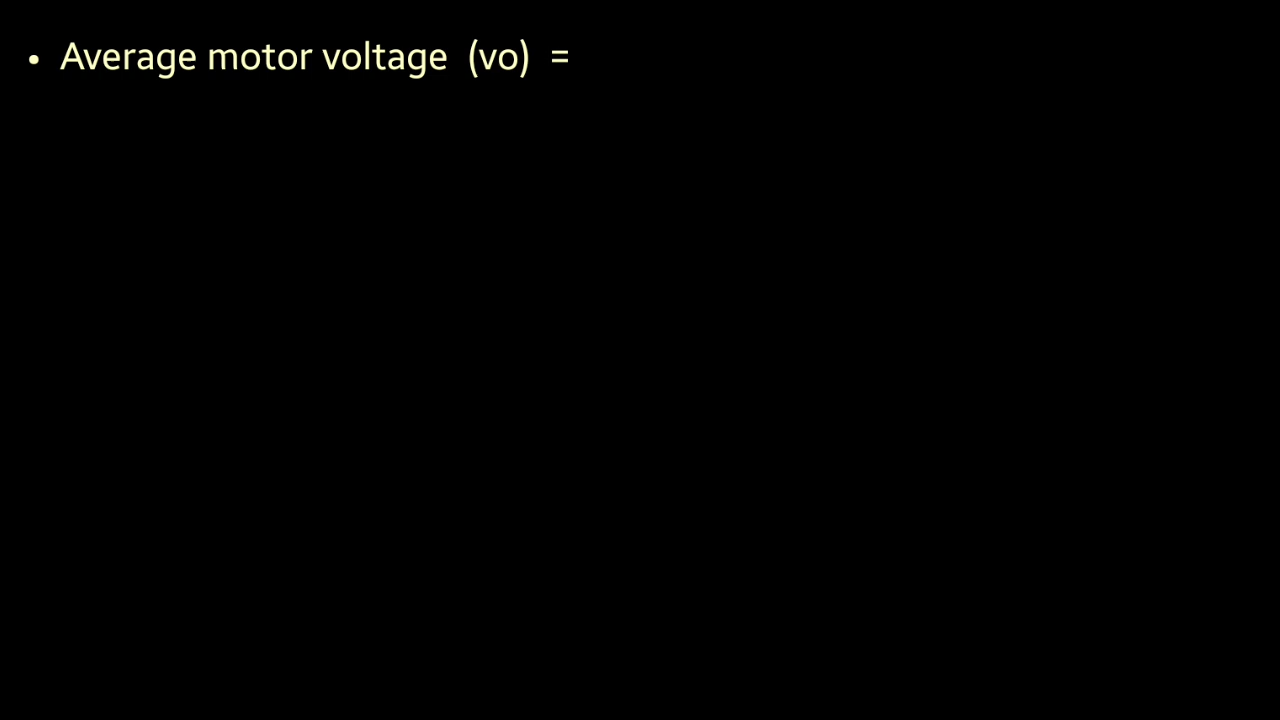 • Average motor voltage (vo) =